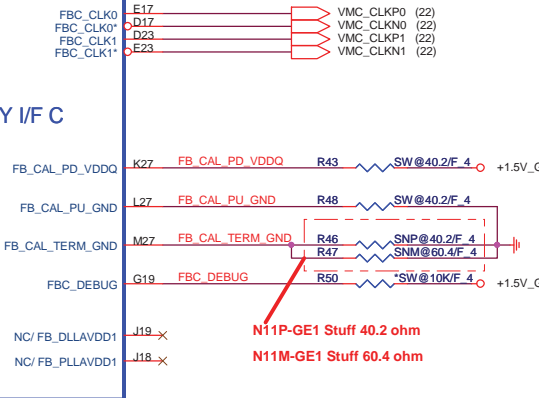 FBC_CLK0 E17 VMC_CLKP0 (22)
FBC_CLK0* D17 VMC_CLKN0 (22)
FBC_CLK1 D23 VMC_CLKP1 (22)
FBC_CLK1* E23 VMC_CLKN1 (22)
Y I/F C
FB_CAL_PD_VDDQ K27 FB_CAL_PD_VDDQ R43 SW@40.2/F_4 +1.5V_G
FB_CAL_PU_GND L27 FB_CAL_PU_GND R48 SW@40.2/F_4
FB_CAL_TERM_GND M27 FB_CAL_TERM_GND R46 SNP@40.2/F_4
R47 SNM@60.4/F_4
FBC_DEBUG G19 FBC_DEBUG R50 *SW@10K/F_4 +1.5V_G
N11P-GE1 Stuff 40.2 ohm
NC/ FB_DLLAVDD1 J19
N11M-GE1 Stuff 60.4 ohm
NC/ FB_PLLAVDD1 J18